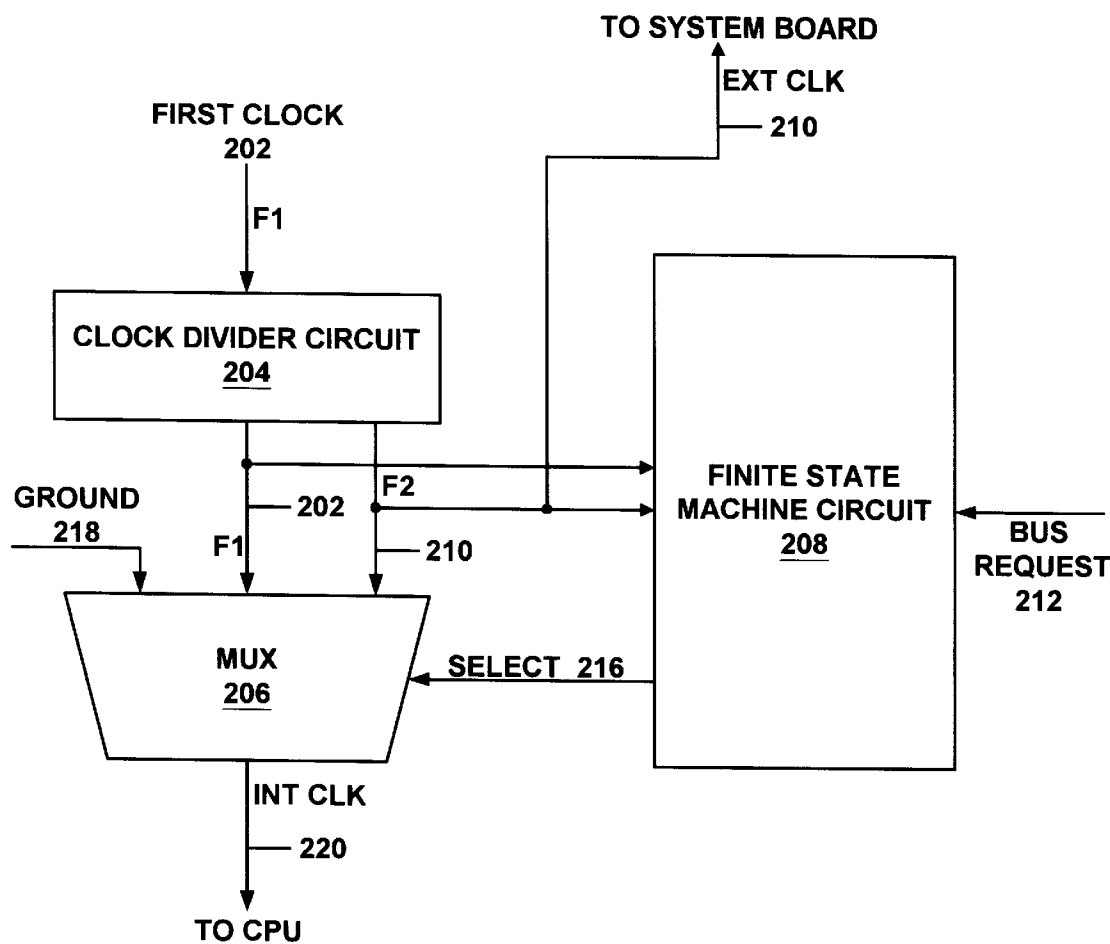 TO SYSTEM BOARD
EXT CLK
210
FIRST CLOCK
202
F1
CLOCK DIVIDER CIRCUIT
204
F2
202
GROUND
218
F1
210
FINITE STATE
MACHINE CIRCUIT
208
BUS
REQUEST
212
MUX
206
SELECT 216
INT CLK
220
TO CPU